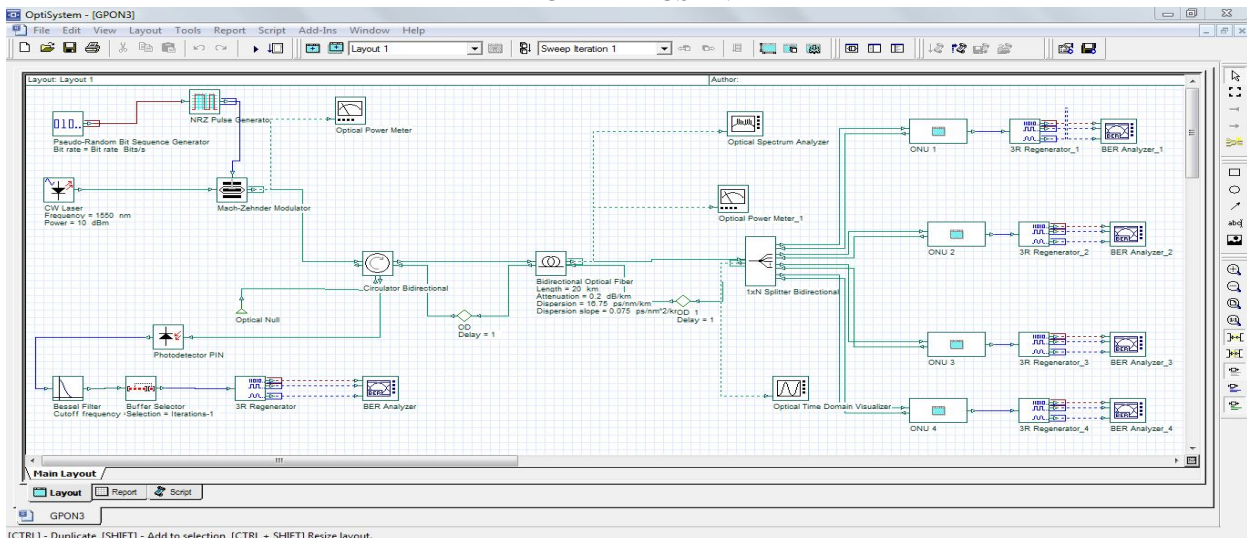 OptiSystem - [GPON3]
File Edit View Layout Tools Report Script Add-Ins Window Help
Layout 1
Sweep Iteration 1
Layout: Layout 1
Author:
NRZ Pulse Generato
Optical Power Meter
010..
Pseudo-Random Bit Sequence Generator
Bit rate = Bit rate Bits/s
CW Laser
Frequency = 1550 nm
Power = 10 dBm
Mach-Zehnder Modulator
Optical Spectrum Analyzer
ONU 1
3R Regenerator_1
BER Analyzer_1
Optical Power Meter_1
ONU 2
3R Regenerator_2
BER Analyzer_2
Circulator Bidirectional
Bidirectional Optical Fiber
Length = 20 km
Attenuation = 0.2 dB/km
Dispersion = 16.75 ps/nm/km
Dispersion slope = 0.075 ps/nm^2/k
1xN Splitter Bidirectional
Optical Null
OD
Delay = 1
OD_1
Delay = 1
Photodetector PIN
ONU 3
3R Regenerator_3
BER Analyzer_3
Bessel Filter
Cutoff frequency
Buffer Selector
Selection = Iterations-1
3R Regenerator
BER Analyzer
Optical Time Domain Visualizer
ONU 4
3R Regenerator_4
BER Analyzer_4
Main Layout
Layout Report Script
GPON3
[CTRL] - Duplicate, [SHIFT] - Add to selection, [CTRL + SHIFT] Resize layout.